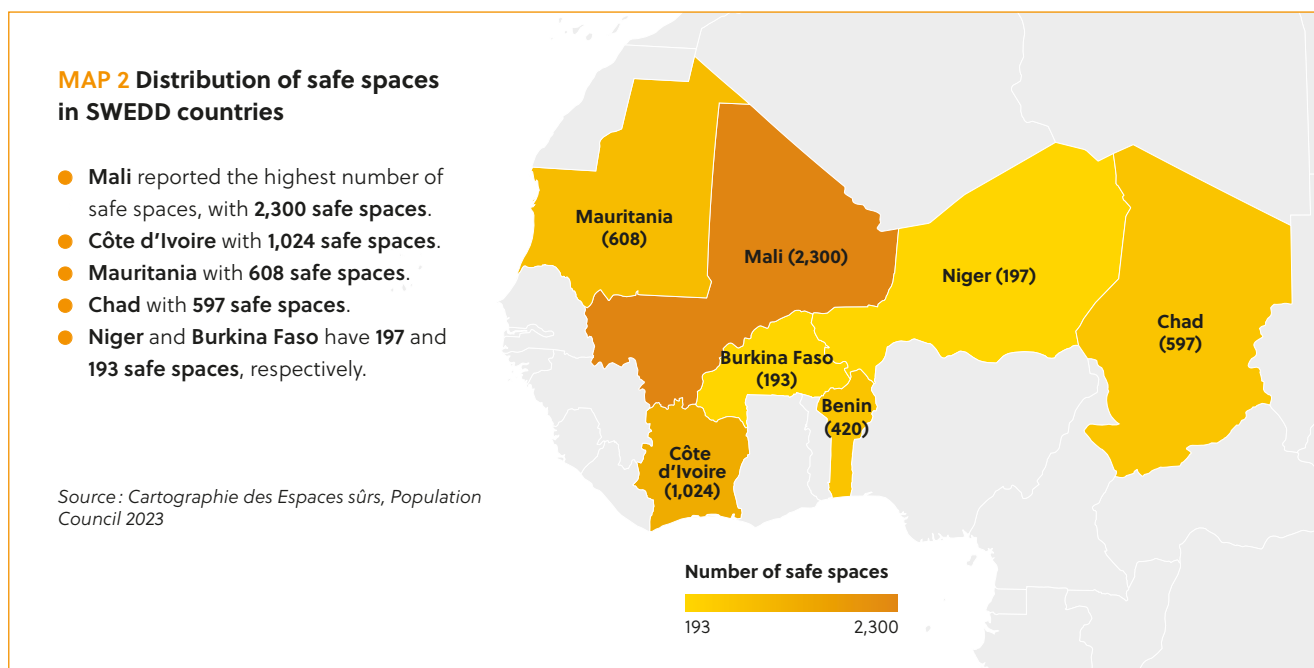 MAP 2 Distribution of safe spaces
in SWEDD countries
● Mali reported the highest number of
safe spaces, with 2,300 safe spaces.
● Côte d’Ivoire with 1,024 safe spaces.
● Mauritania with 608 safe spaces.
● Chad with 597 safe spaces.
● Niger and Burkina Faso have 197 and
193 safe spaces, respectively.
Source : Cartographie des Espaces sûrs, Population
Council 2023
Mauritania
(608)
Mali (2,300)
Niger (197)
Chad
(597)
Burkina Faso
(193)
Benin
(420)
Côte
d’Ivoire
(1,024)
Number of safe spaces
193
2,300